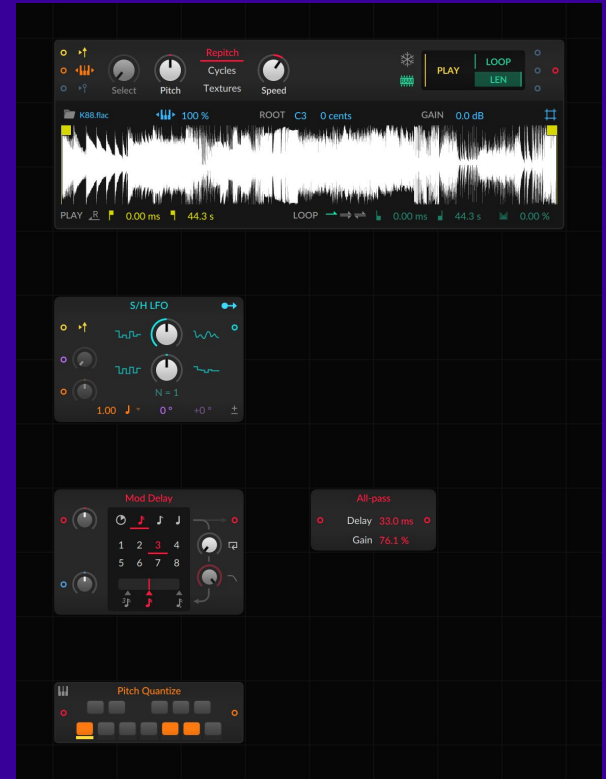 Repitch
Cycles
Textures
Select
Pitch
Speed
PLAY
LOOP
LEN
K88.flac
100 %
ROOT C3 0 cents
GAIN 0.0 dB
PLAY R 0.00 ms 44.3 s
LOOP 0.00 ms 44.3 s 0.00 %
S/H LFO
N = 1
1.00 0 ° +0 ° ±
Mod Delay
1 2 3 4
5 6 7 8
3
All-pass
Delay 33.0 ms
Gain 76.1 %
Pitch Quantize